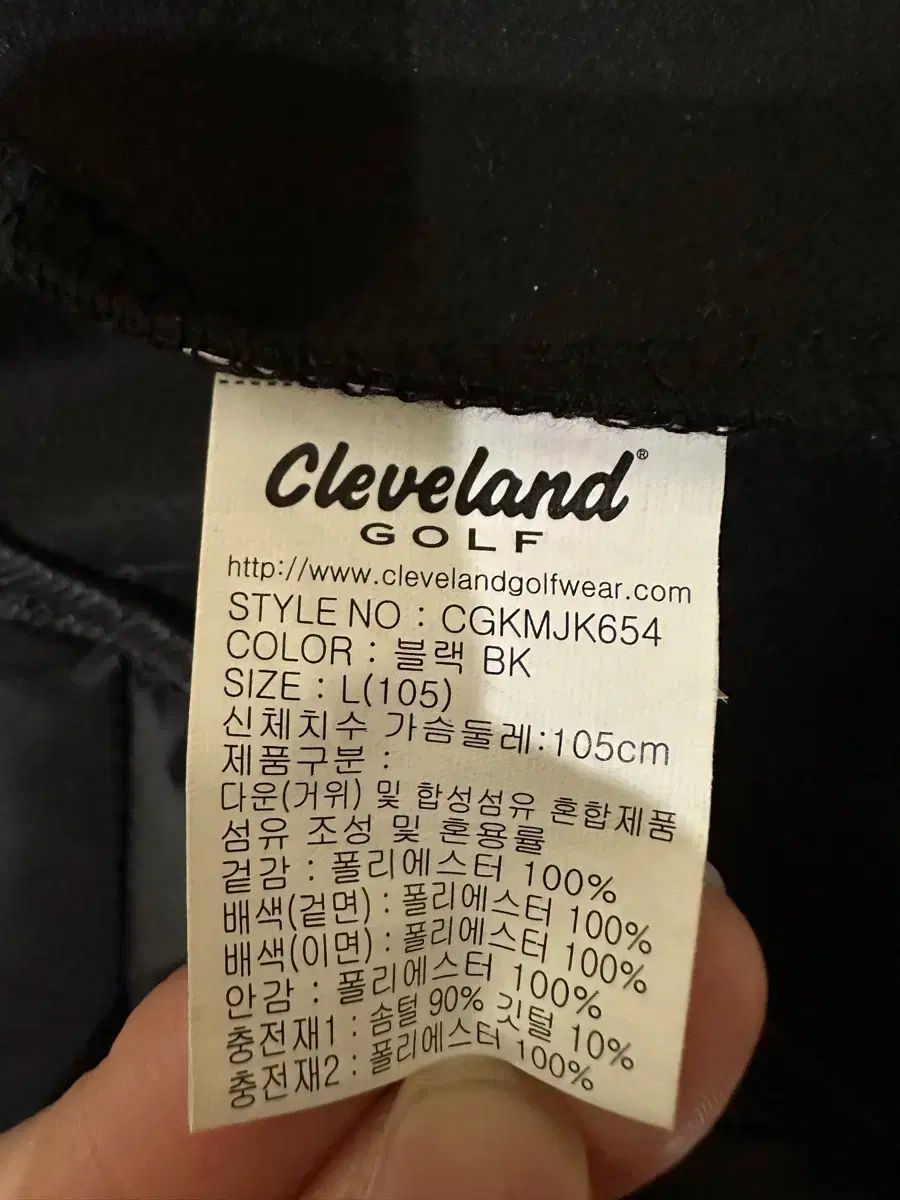 Cleveland®
GOLF
http://www.clevelandgolfwear.com
STYLE NO : CGKMJK654
COLOR : 블랙 BK
SIZE : L(105)
신체치수 가슴둘레:105cm
제품구분 :
다운(거위) 및 합성섬유 혼합제품
섬유 조성 및 혼용률
겉감 : 폴리에스터 100%
배색(겉면) : 폴리에스터 100%
배색(이면) : 폴리에스터 100%
안감 : 폴리에스터 100%
충전재1 : 솜털 90% 깃털 10%
충전재2 : 폴리에스터 100%